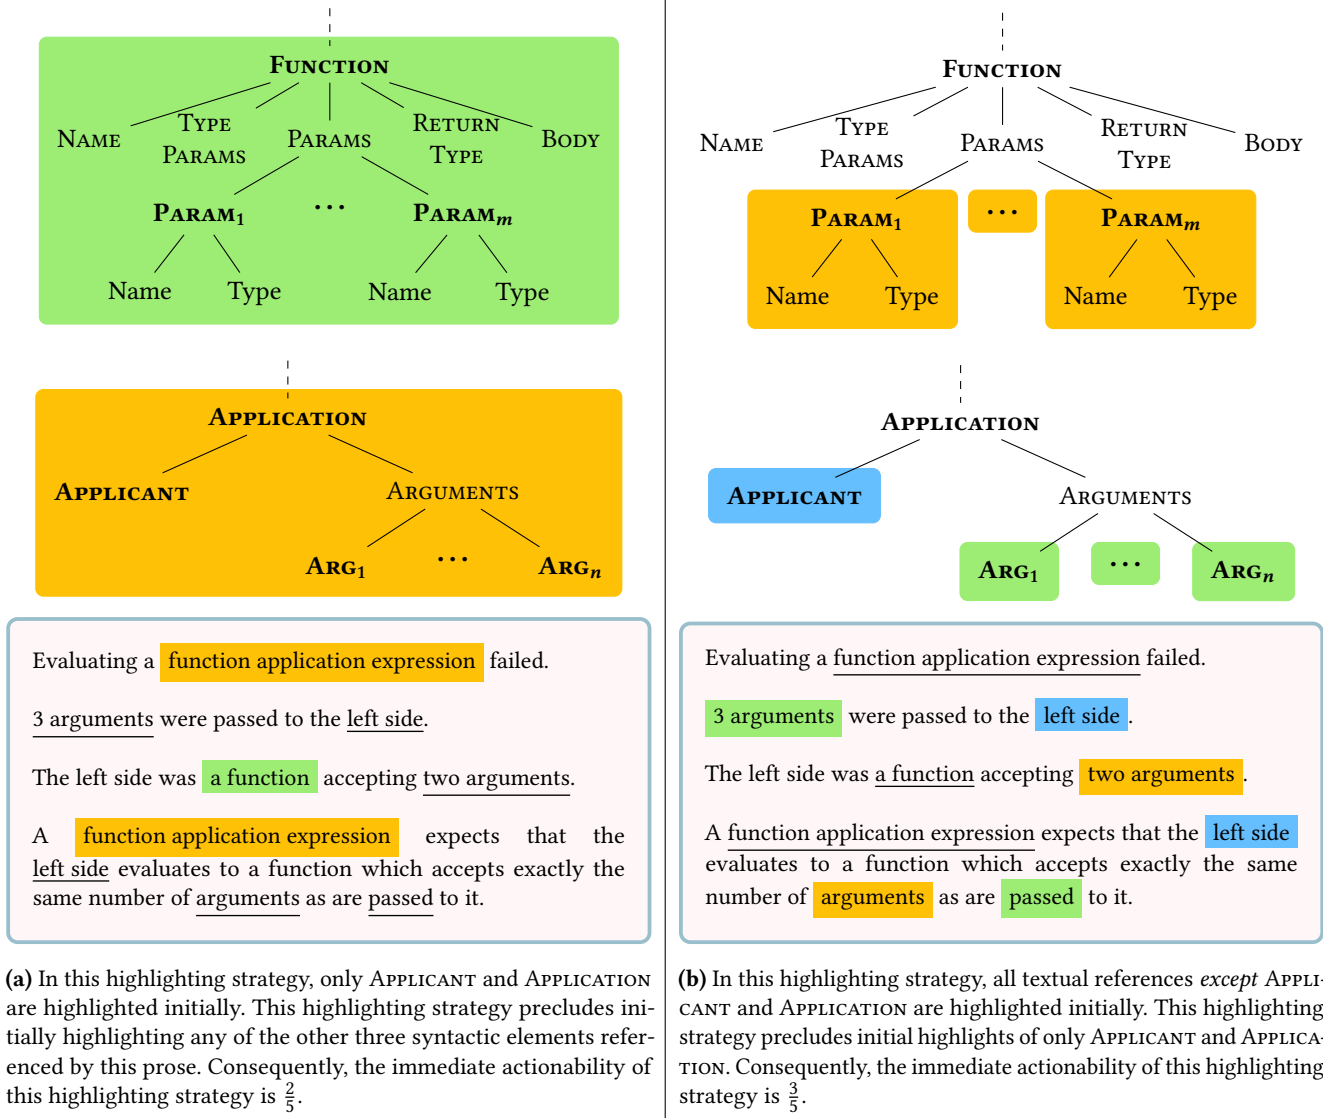 FUNCTION
NAME
TYPE PARAMS
PARAMS
RETURN TYPE
BODY
PARAM₁
...
PARAMₘ
Name
Type
Name
Type
APPLICATION
APPLICANT
ARGUMENTS
ARG₁
...
ARGₙ
Evaluating a function application expression failed.
3 arguments were passed to the left side.
The left side was a function accepting two arguments.
A function application expression expects that the
left side evaluates to a function which accepts exactly the
same number of arguments as are passed to it.
(a) In this highlighting strategy, only APPLICANT and APPLICATION
are highlighted initially. This highlighting strategy precludes ini-
tially highlighting any of the other three syntactic elements refer-
enced by this prose. Consequently, the immediate actionability of
this highlighting strategy is 2/5.
FUNCTION
NAME
TYPE PARAMS
PARAMS
RETURN TYPE
BODY
PARAM₁
...
PARAMₘ
Name
Type
Name
Type
APPLICATION
APPLICANT
ARGUMENTS
ARG₁
...
ARGₙ
Evaluating a function application expression failed.
3 arguments were passed to the left side.
The left side was a function accepting two arguments.
A function application expression expects that the left side
evaluates to a function which accepts exactly the same
number of arguments as are passed to it.
(b) In this highlighting strategy, all textual references except APPLI-
CANT and APPLICATION are highlighted initially. This highlighting
strategy precludes initial highlights of only APPLICANT and APPLICA-
TION. Consequently, the immediate actionability of this highlighting
strategy is 3/5.